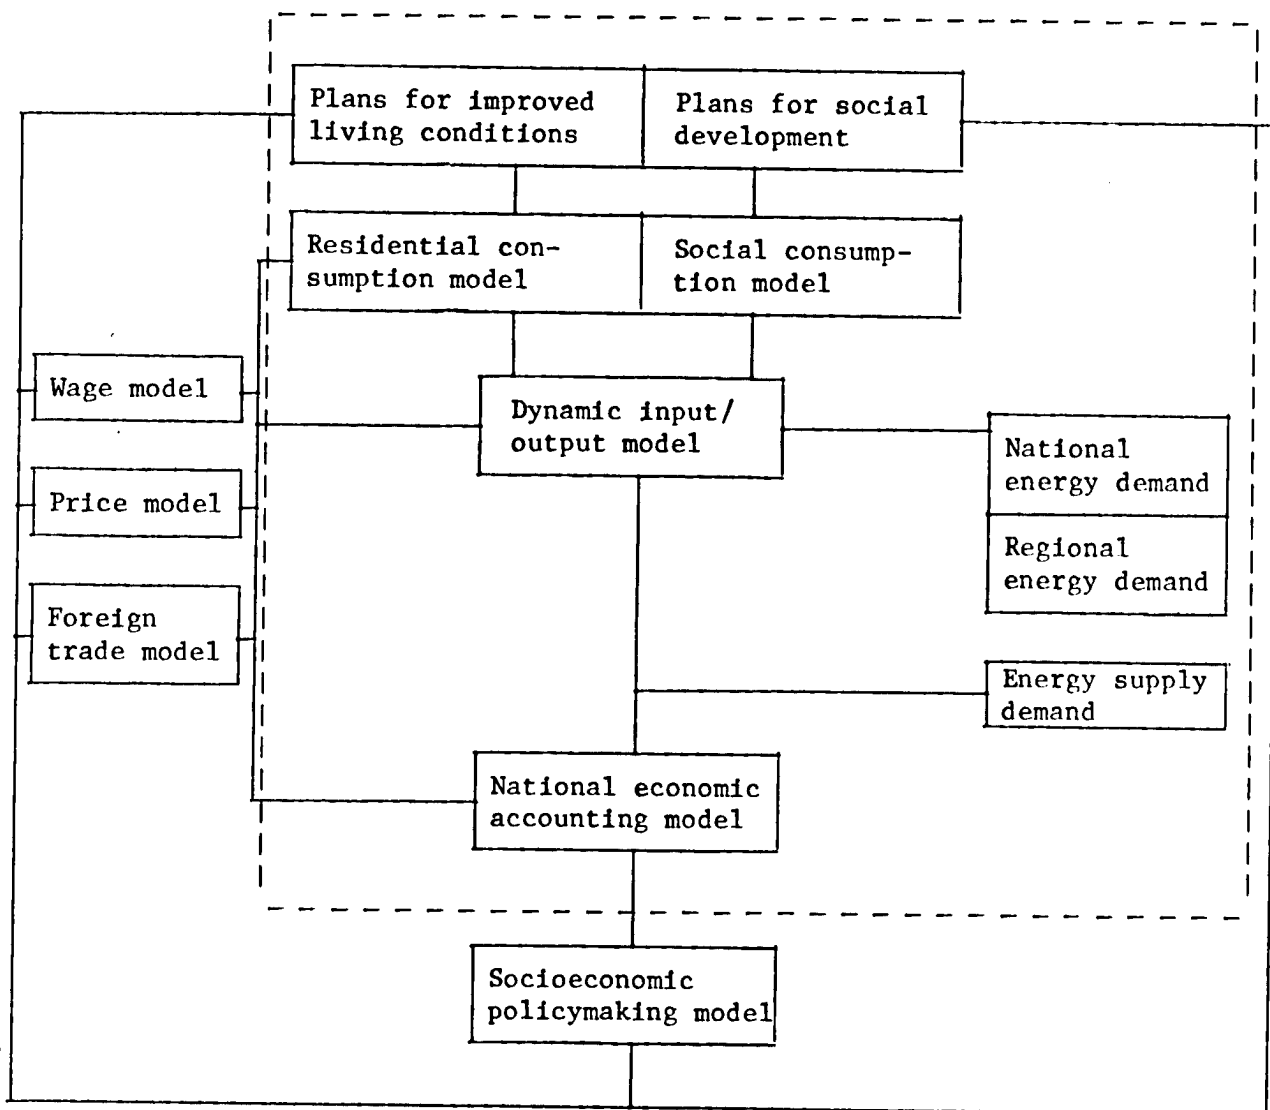 Plans for improved
living conditions
Plans for social
development
Residential con-
sumption model
Social consump-
tion model
Wage model
Dynamic input/
output model
National
energy demand
Price model
Regional
energy demand
Foreign
trade model
Energy supply
demand
National economic
accounting model
Socioeconomic
policymaking model